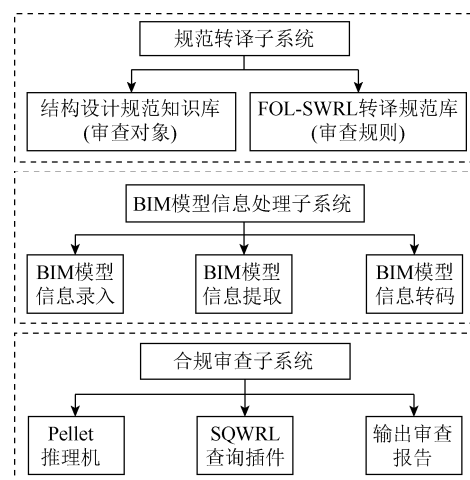 规范转译子系统
结构设计规范知识库
(审查对象)
FOL-SWRL转译规范库
(审查规则)
BIM模型信息处理子系统
BIM模型
信息录入
BIM模型
信息提取
BIM模型
信息转码
合规审查子系统
Pellet
推理机
SQWRL
查询插件
输出审查
报告